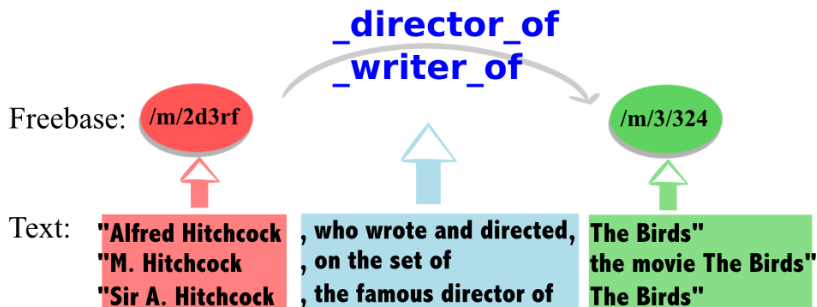 _director_of
_writer_of
Freebase: /m/2d3rf /m/3/324
Text: "Alfred Hitchcock , who wrote and directed, The Birds"
"M. Hitchcock , on the set of the movie The Birds"
"Sir A. Hitchcock , the famous director of The Birds"